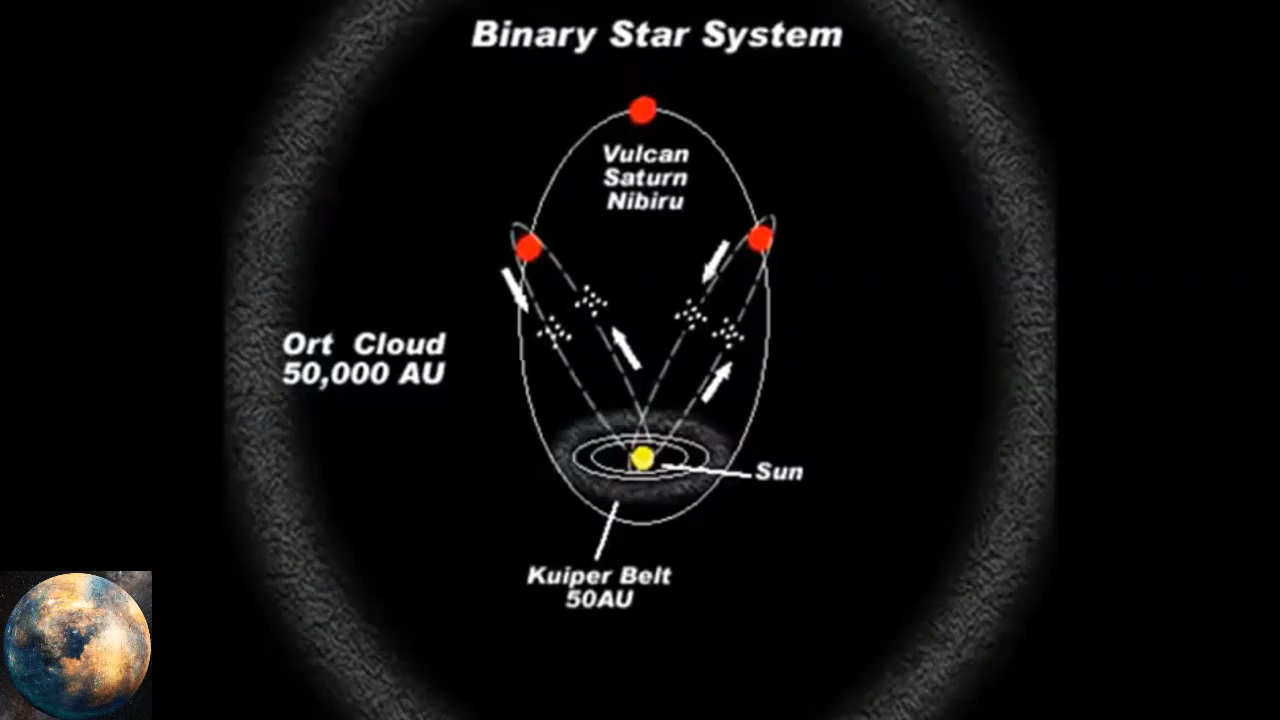 Binary Star System
Vulcan
Saturn
Nibiru
Ort Cloud
50,000 AU
Sun
Kuiper Belt
50AU